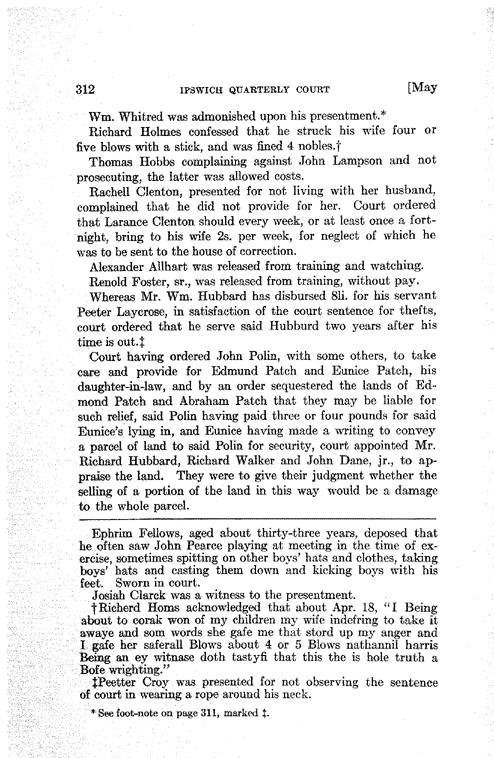 312 IPSWICH QUARTERLY COURT [May
Wm. Whitred was admonished upon his presentment.*
Richard Holmes confessed that he struck his wife four or
five blows with a stick, and was fined 4 nobles.†
Thomas Hobbs complaining against John Lampson and not
prosecuting, the latter was allowed costs.
Rachell Clenton, presented for not living with her husband,
complained that he did not provide for her. Court ordered
that Larance Clenton should every week, or at least once a fort-
night, bring to his wife 2s. per week, for neglect of which he
was to be sent to the house of correction.
Alexander Ailhart was released from training and watching.
Renold Foster, sr., was released from training, without pay.
Whereas Mr. Wm. Hubbard has disbursed 8li. for his servant
Peeter Laycrose, in satisfaction of the court sentence for thefts,
court ordered that he serve said Hubburd two years after his
time is out.‡
Court having ordered John Polin, with some others, to take
care and provide for Edmund Patch and Eunice Patch, his
daughter-in-law, and by an order sequestered the lands of Ed-
mond Patch and Abraham Patch that they may be liable for
such relief, said Polin having paid three or four pounds for said
Eunice's lying in, and Eunice having made a writing to convey
a parcel of land to said Polin for security, court appointed Mr.
Richard Hubbard, Richard Walker and John Dane, jr., to ap-
praise the land. They were to give their judgment whether the
selling of a portion of the land in this way would be a damage
to the whole parcel.
Ephrim Fellows, aged about thirty-three years, deposed that
he often saw John Pearce playing at meeting in the time of ex-
ercise, sometimes spitting on other boys' hats and clothes, taking
boys' hats and casting them down and kicking boys with his
feet. Sworn in court.
Josiah Clarck was a witness to the presentment.
†Richerd Homs acknowledged that about Apr. 18, "I Being
about to corak won of my children my wife indefring to take it
awaye and som words she gafe me that stord up my anger and
I gafe her saferall Blows about 4 or 5 Blows nathannil harris
Being an ey witnase doth tastyfi that this the is hole truth a
Bofe wrighting."
‡Peetter Croy was presented for not observing the sentence
of court in wearing a rope around his neck.
* See foot-note on page 311, marked ‡.